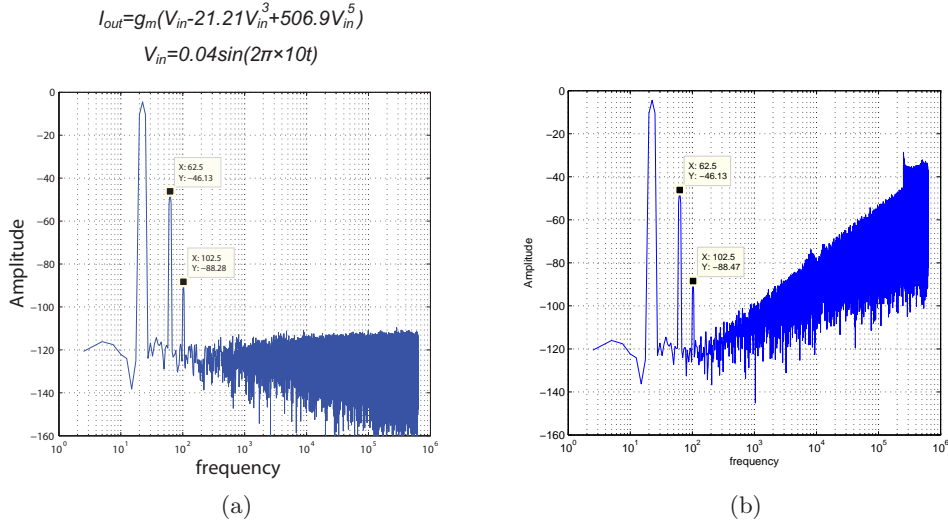 I_out=g_m(V_in-21.21V_in^3+506.9V_in^5)
V_in=0.04sin(2π×10t)
0
−20
−40
−60
−80
−100
−120
−140
−160
Amplitude
X: 62.5
Y: −46.13
X: 102.5
Y: −88.28
10^0
10^1
10^2
10^3
10^4
10^5
10^6
frequency
(a)
0
−20
−40
−60
−80
−100
−120
−140
−160
Amplitude
X: 62.5
Y: −46.13
X: 102.5
Y: −88.47
10^0
10^1
10^2
10^3
10^4
10^5
10^6
frequency
(b)